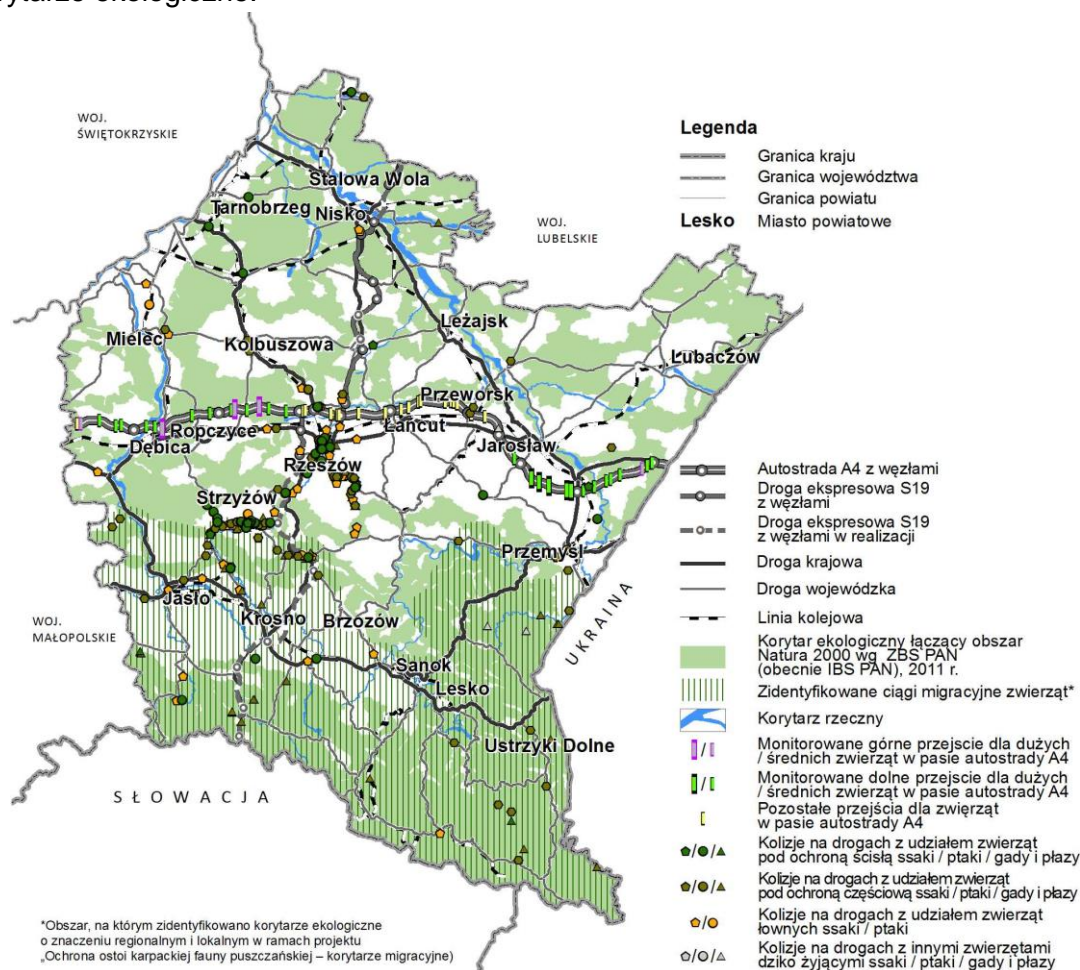 rytarze ekologiczne.
WOJ.
ŚWIĘTOKRZYSKIE
Stalowa Wola
Tarnobrzeg
Nisko
WOJ.
LUBELSKIE
Mielec
Kolbuszowa
Leżajsk
Lubaczów
Przeworsk
Ropczyce
Łańcut
Dębica
Jarosław
Rzeszów
Strzyżów
Przemyśl
Jasło
Krosno
Brzozów
WOJ.
MAŁOPOLSKIE
UKRAINA
Sanok
Lesko
Ustrzyki Dolne
SŁOWACJA
*Obszar, na którym zidentyfikowano korytarze ekologiczne
o znaczeniu regionalnym i lokalnym w ramach projektu
„Ochrona ostoi karpackiej fauny puszczańskiej – korytarze migracyjne)
Legenda
Granica kraju
Granica województwa
Granica powiatu
Lesko Miasto powiatowe
Autostrada A4 z węzłami
Droga ekspresowa S19
z węzłami
Droga ekspresowa S19
z węzłami w realizacji
Droga krajowa
Droga wojewódzka
Linia kolejowa
Korytarz ekologiczny łączący obszar
Natura 2000 wg ZBS PAN
(obecnie IBS PAN), 2011 r.
Zidentyfikowane ciągi migracyjne zwierząt*
Korytarz rzeczny
/ Monitorowane górne przejście dla dużych
/ średnich zwierząt w pasie autostrady A4
/ Monitorowane dolne przejście dla dużych
/ średnich zwierząt w pasie autostrady A4
Pozostałe przejścia dla zwięrząt
w pasie autostrady A4
Kolizje na drogach z udziałem zwierząt
pod ochroną ścisłą ssaki / ptaki / gady i płazy
Kolizje na drogach z udziałem zwierząt
pod ochroną częściową ssaki / ptaki / gady i płazy
Kolizje na drogach z udziałem zwierząt
łownych ssaki / ptaki
Kolizje na drogach z innymi zwierzętami
dziko żyjącymi ssaki / ptaki / gady i płazy